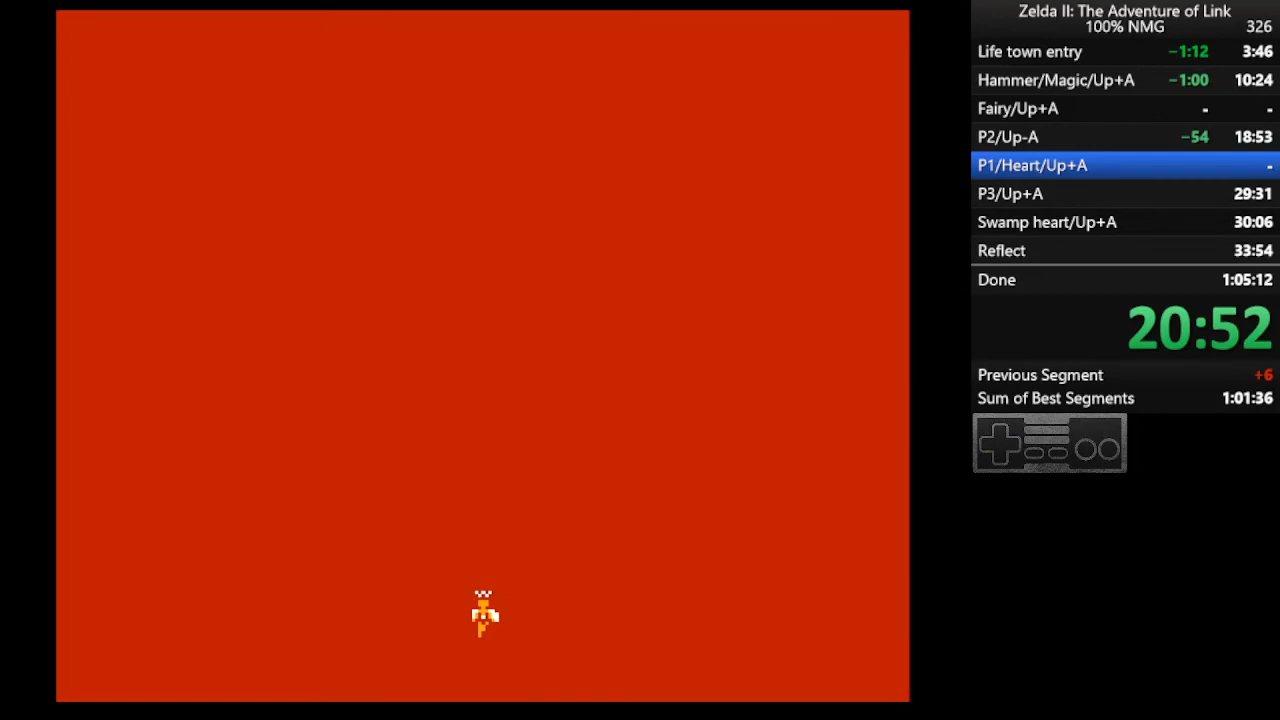 Zelda II: The Adventure of Link
100% NMG 326
Life town entry −1:12 3:46
Hammer/Magic/Up+A −1:00 10:24
Fairy/Up+A - -
P2/Up-A −54 18:53
P1/Heart/Up+A -
P3/Up+A 29:31
Swamp heart/Up+A 30:06
Reflect 33:54
Done 1:05:12
20:52
Previous Segment +6
Sum of Best Segments 1:01:36